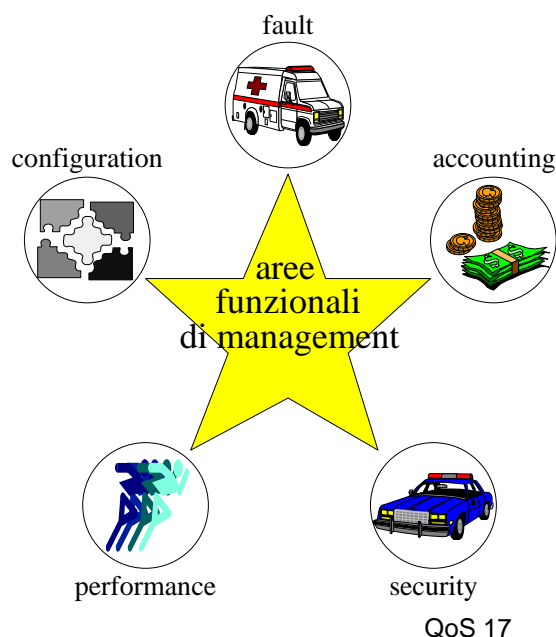 fault
configuration
accounting
aree
funzionali
di management
performance
security
QoS 17